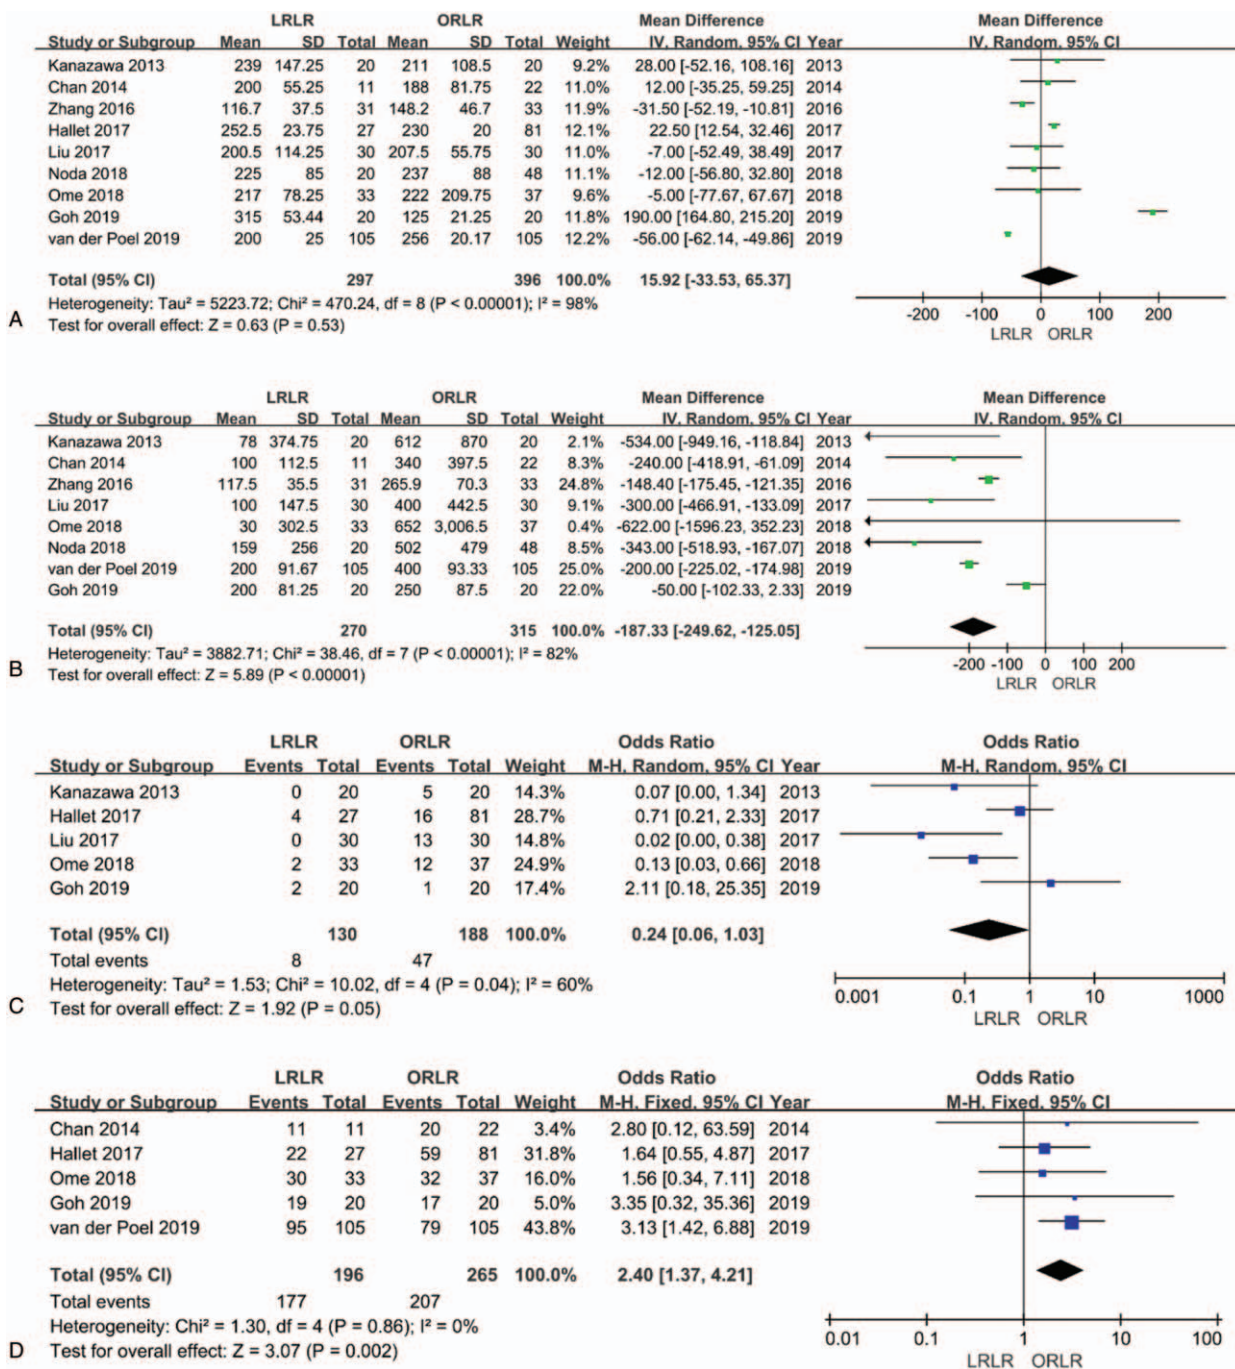 LRLR ORLR Mean Difference Mean Difference
Study or Subgroup Mean SD Total Mean SD Total Weight IV, Random, 95% CI Year IV, Random, 95% CI
Kanazawa 2013 239 147.25 20 211 108.5 20 9.2% 28.00 [-52.16, 108.16] 2013
Chan 2014 200 55.25 11 188 81.75 22 11.0% 12.00 [-35.25, 59.25] 2014
Zhang 2016 116.7 37.5 31 148.2 46.7 33 11.9% -31.50 [-52.19, -10.81] 2016
Hallet 2017 252.5 23.75 27 230 20 81 12.1% 22.50 [12.54, 32.46] 2017
Liu 2017 200.5 114.25 30 207.5 55.75 30 11.0% -7.00 [-52.49, 38.49] 2017
Noda 2018 225 85 20 237 88 48 11.1% -12.00 [-56.80, 32.80] 2018
Ome 2018 217 78.25 33 222 209.75 37 9.6% -5.00 [-77.67, 67.67] 2018
Goh 2019 315 53.44 20 125 21.25 20 11.8% 190.00 [164.80, 215.20] 2019
van der Poel 2019 200 25 105 256 20.17 105 12.2% -56.00 [-62.14, -49.86] 2019
Total (95% CI) 297 396 100.0% 15.92 [-33.53, 65.37]
Heterogeneity: Tau² = 5223.72; Chi² = 470.24, df = 8 (P < 0.00001); I² = 98%
Test for overall effect: Z = 0.63 (P = 0.53)
-200 -100 0 100 200
LRLR ORLR
A
LRLR ORLR Mean Difference Mean Difference
Study or Subgroup Mean SD Total Mean SD Total Weight IV, Random, 95% CI Year IV, Random, 95% CI
Kanazawa 2013 78 374.75 20 612 870 20 2.1% -534.00 [-949.16, -118.84] 2013
Chan 2014 100 112.5 11 340 397.5 22 8.3% -240.00 [-418.91, -61.09] 2014
Zhang 2016 117.5 35.5 31 265.9 70.3 33 24.8% -148.40 [-175.45, -121.35] 2016
Liu 2017 100 147.5 30 400 442.5 30 9.1% -300.00 [-466.91, -133.09] 2017
Ome 2018 30 302.5 33 652 3,006.5 37 0.4% -622.00 [-1596.23, 352.23] 2018
Noda 2018 159 256 20 502 479 48 8.5% -343.00 [-518.93, -167.07] 2018
van der Poel 2019 200 91.67 105 400 93.33 105 25.0% -200.00 [-225.02, -174.98] 2019
Goh 2019 200 81.25 20 250 87.5 20 22.0% -50.00 [-102.33, 2.33] 2019
Total (95% CI) 270 315 100.0% -187.33 [-249.62, -125.05]
Heterogeneity: Tau² = 3882.71; Chi² = 38.46, df = 7 (P < 0.00001); I² = 82%
Test for overall effect: Z = 5.89 (P < 0.00001)
-200 -100 0 100 200
LRLR ORLR
B
LRLR ORLR Odds Ratio Odds Ratio
Study or Subgroup Events Total Events Total Weight M-H, Random, 95% CI Year M-H, Random, 95% CI
Kanazawa 2013 0 20 5 20 14.3% 0.07 [0.00, 1.34] 2013
Hallet 2017 4 27 16 81 28.7% 0.71 [0.21, 2.33] 2017
Liu 2017 0 30 13 30 14.8% 0.02 [0.00, 0.38] 2017
Ome 2018 2 33 12 37 24.9% 0.13 [0.03, 0.66] 2018
Goh 2019 2 20 1 20 17.4% 2.11 [0.18, 25.35] 2019
Total (95% CI) 130 188 100.0% 0.24 [0.06, 1.03]
Total events 8 47
Heterogeneity: Tau² = 1.53; Chi² = 10.02, df = 4 (P = 0.04); I² = 60%
Test for overall effect: Z = 1.92 (P = 0.05)
0.001 0.1 1 10 1000
LRLR ORLR
C
LRLR ORLR Odds Ratio Odds Ratio
Study or Subgroup Events Total Events Total Weight M-H, Fixed, 95% CI Year M-H, Fixed, 95% CI
Chan 2014 11 11 20 22 3.4% 2.80 [0.12, 63.59] 2014
Hallet 2017 22 27 59 81 31.8% 1.64 [0.55, 4.87] 2017
Ome 2018 30 33 32 37 16.0% 1.56 [0.34, 7.11] 2018
Goh 2019 19 20 17 20 5.0% 3.35 [0.32, 35.36] 2019
van der Poel 2019 95 105 79 105 43.8% 3.13 [1.42, 6.88] 2019
Total (95% CI) 196 265 100.0% 2.40 [1.37, 4.21]
Total events 177 207
Heterogeneity: Chi² = 1.30, df = 4 (P = 0.86); I² = 0%
Test for overall effect: Z = 3.07 (P = 0.002)
0.01 0.1 1 10 100
LRLR ORLR
D